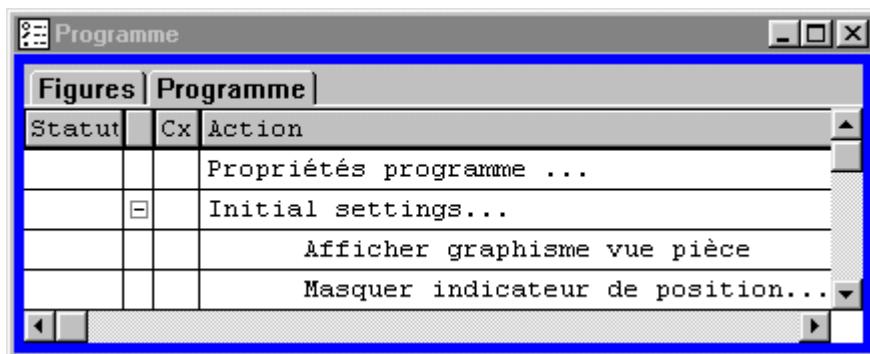 Programme
Figures Programme
Statut Cx Action
Propriétés programme ...
Initial settings...
Afficher graphisme vue pièce
Masquer indicateur de position...